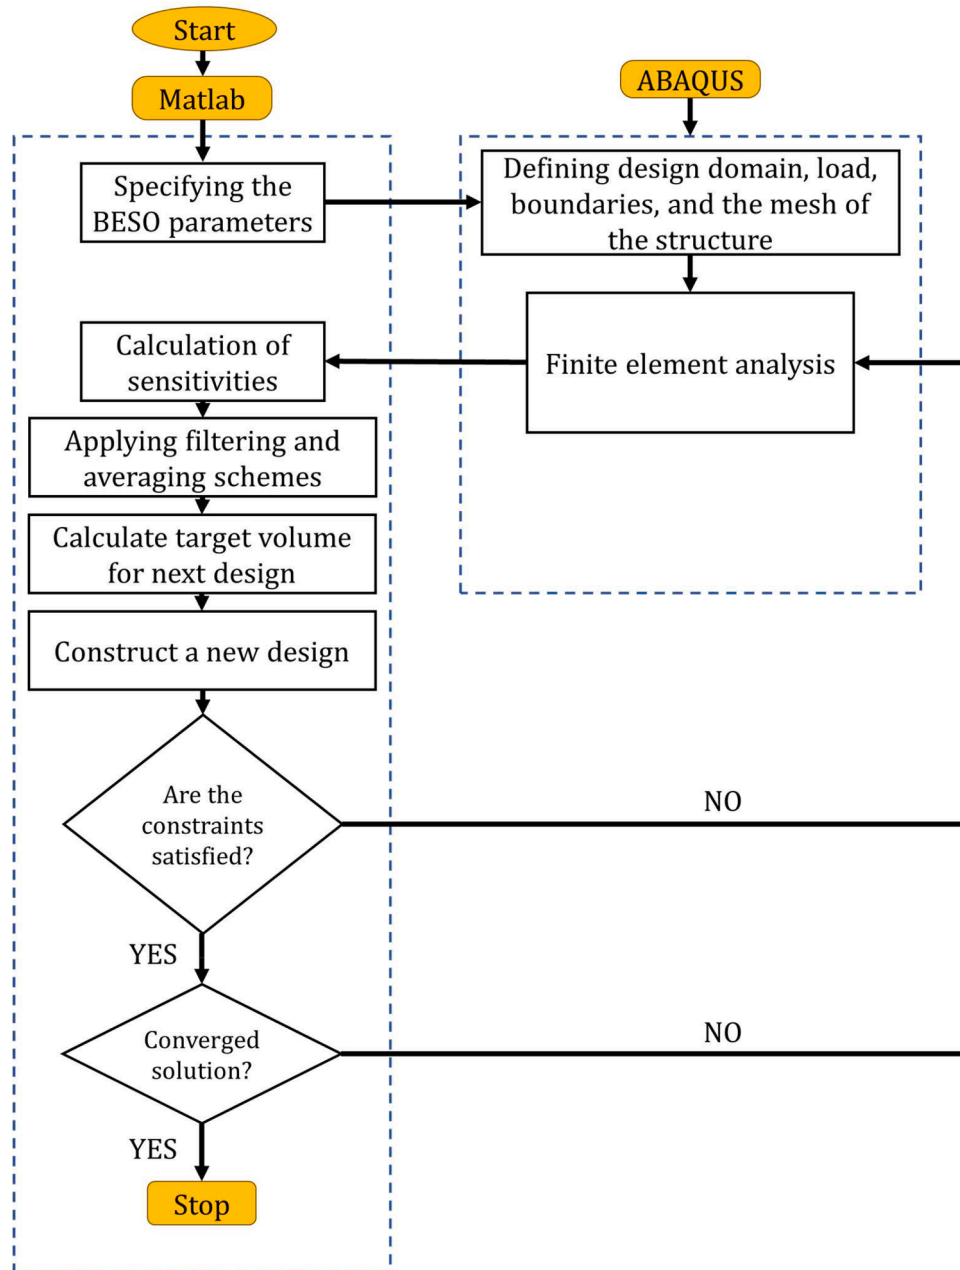 Start
Matlab
Specifying the
BESO parameters
ABAQUS
Defining design domain, load,
boundaries, and the mesh of
the structure
Finite element analysis
Calculation of
sensitivities
Applying filtering and
averaging schemes
Calculate target volume
for next design
Construct a new design
Are the
constraints
satisfied?
NO
YES
Converged
solution?
NO
YES
Stop